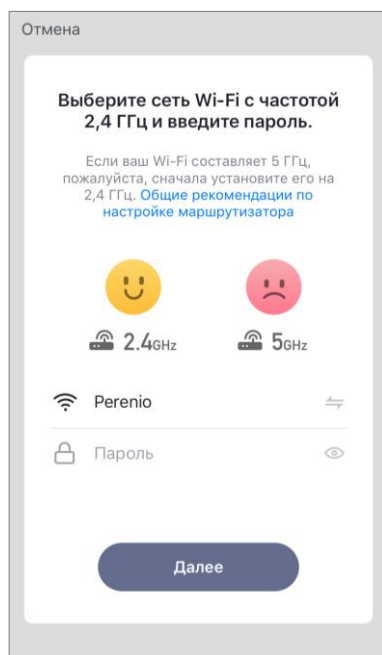 Отмена
Выберите сеть Wi-Fi с частотой
2,4 ГГц и введите пароль.
Если ваш Wi-Fi составляет 5 ГГц,
пожалуйста, сначала установите его на
2,4 ГГц. Общие рекомендации по
настройке маршрутизатора
2.4GHz
5GHz
Perenio
Пароль
Далее